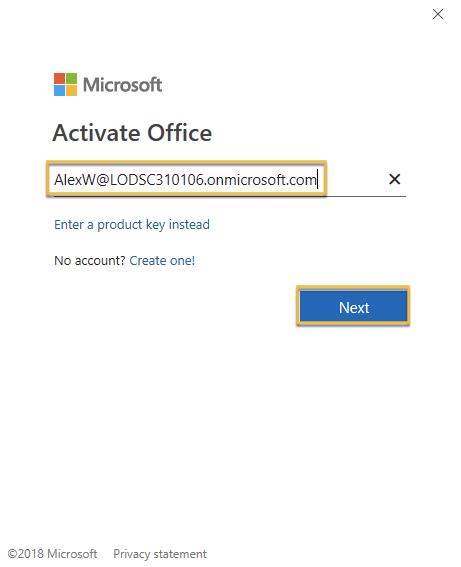 Microsoft
Activate Office
AlexW@LODSC310106.onmicrosoft.com
Enter a product key instead
No account? Create one!
Next
©2018 Microsoft Privacy statement